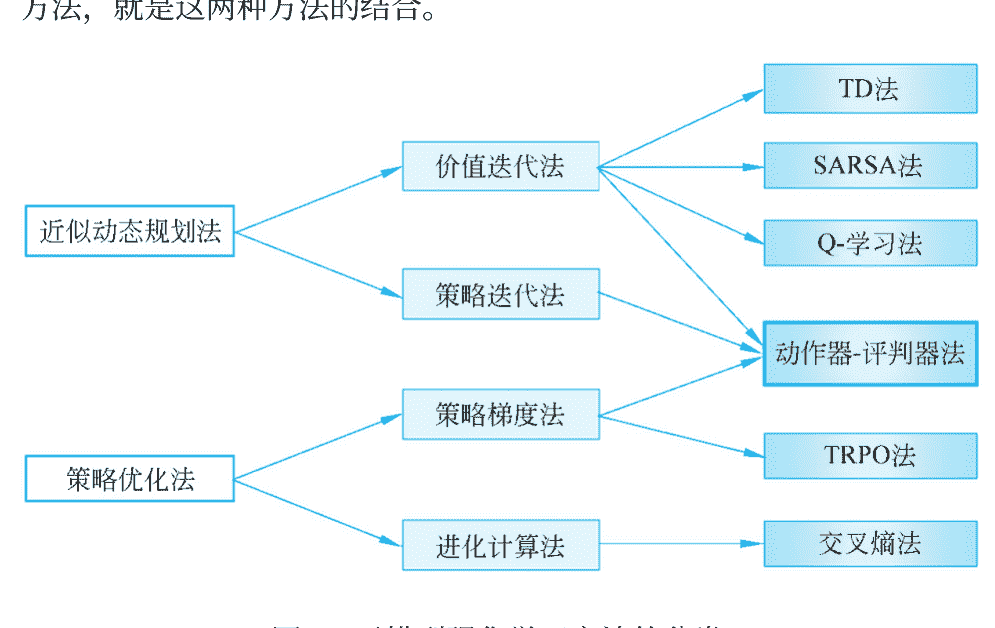 方法，就是这两种方法的结合。
TD法
价值迭代法
SARSA法
近似动态规划法
Q-学习法
策略迭代法
动作器-评判器法
策略梯度法
TRPO法
策略优化法
进化计算法
交叉熵法